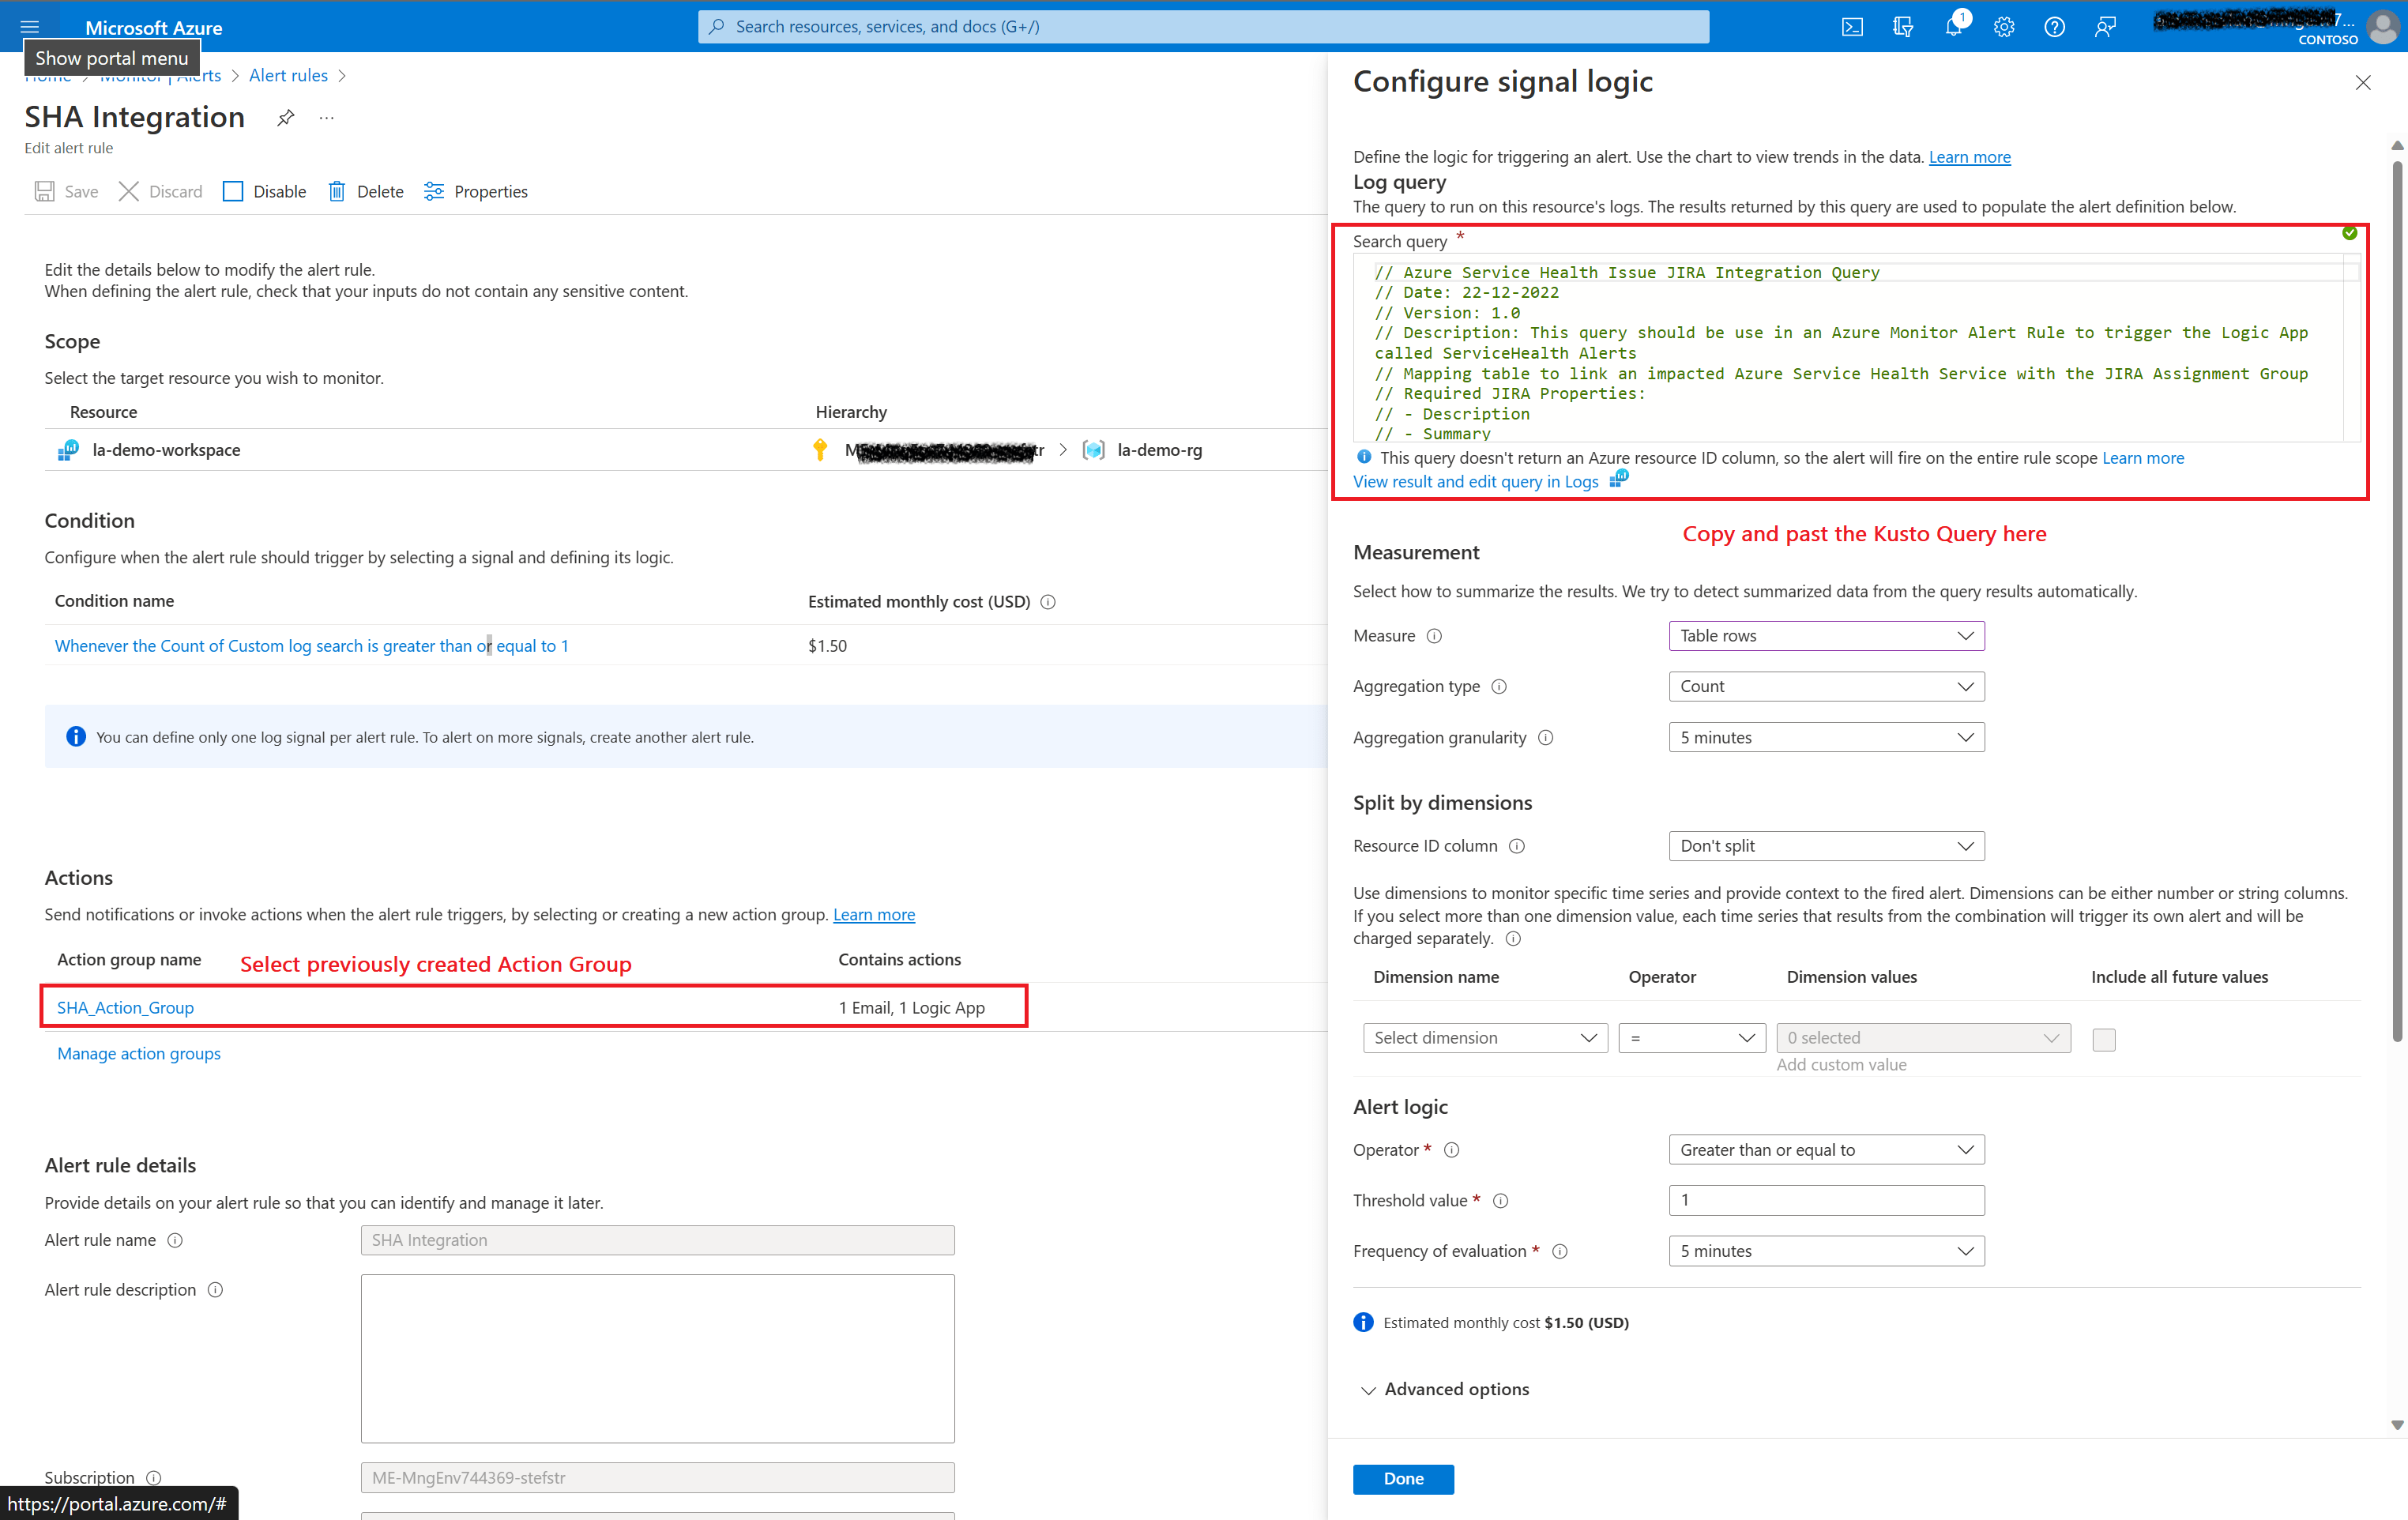 Microsoft Azure
Search resources, services, and docs (G+/)
1
7...
CONTOSO
Show portal menu
Home > Monitor | Alerts > Alert rules >
SHA Integration
...
Edit alert rule
Save
Discard
Disable
Delete
Properties
Edit the details below to modify the alert rule.
When defining the alert rule, check that your inputs do not contain any sensitive content.
Scope
Select the target resource you wish to monitor.
Resource
Hierarchy
la-demo-workspace
la-demo-rg
Condition
Configure when the alert rule should trigger by selecting a signal and defining its logic.
Condition name
Estimated monthly cost (USD)
Whenever the Count of Custom log search is greater than or equal to 1
$1.50
You can define only one log signal per alert rule. To alert on more signals, create another alert rule.
Actions
Send notifications or invoke actions when the alert rule triggers, by selecting or creating a new action group. Learn more
Action group name
Select previously created Action Group
Contains actions
SHA_Action_Group
1 Email, 1 Logic App
Manage action groups
Alert rule details
Provide details on your alert rule so that you can identify and manage it later.
Alert rule name
SHA Integration
Alert rule description
Subscription
ME-MngEnv744369-stefstr
https://portal.azure.com/#
Configure signal logic
Define the logic for triggering an alert. Use the chart to view trends in the data. Learn more
Log query
The query to run on this resource's logs. The results returned by this query are used to populate the alert definition below.
Search query *
// Azure Service Health Issue JIRA Integration Query
// Date: 22-12-2022
// Version: 1.0
// Description: This query should be use in an Azure Monitor Alert Rule to trigger the Logic App
called ServiceHealth Alerts
// Mapping table to link an impacted Azure Service Health Service with the JIRA Assignment Group
// Required JIRA Properties:
// - Description
// - Summary
This query doesn't return an Azure resource ID column, so the alert will fire on the entire rule scope Learn more
View result and edit query in Logs
Copy and past the Kusto Query here
Measurement
Select how to summarize the results. We try to detect summarized data from the query results automatically.
Measure
Table rows
Aggregation type
Count
Aggregation granularity
5 minutes
Split by dimensions
Resource ID column
Don't split
Use dimensions to monitor specific time series and provide context to the fired alert. Dimensions can be either number or string columns.
If you select more than one dimension value, each time series that results from the combination will trigger its own alert and will be
charged separately.
Dimension name
Operator
Dimension values
Include all future values
Select dimension
=
0 selected
Add custom value
Alert logic
Operator *
Greater than or equal to
Threshold value *
1
Frequency of evaluation *
5 minutes
Estimated monthly cost $1.50 (USD)
Advanced options
Done